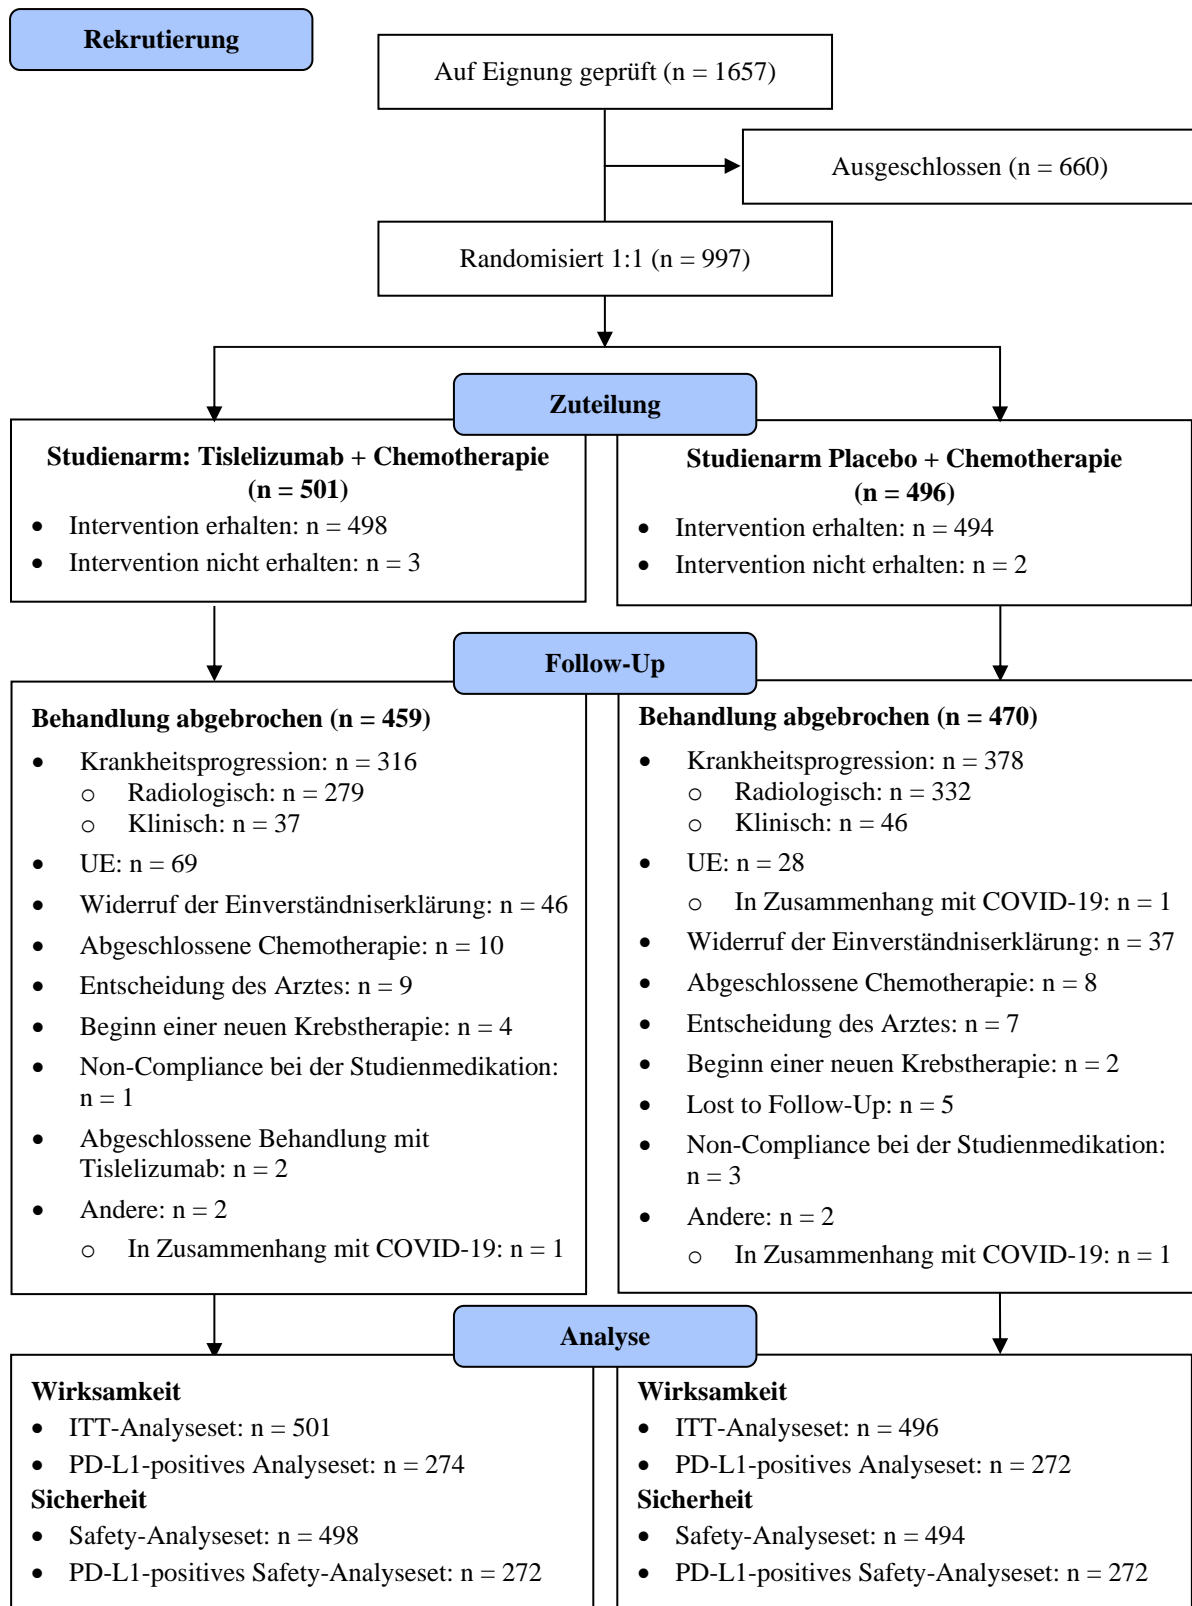 Rekrutierung
Auf Eignung geprüft (n = 1657)
Ausgeschlossen (n = 660)
Randomisiert 1:1 (n = 997)
Zuteilung
Studienarm: Tislelizumab + Chemotherapie
(n = 501)
• Intervention erhalten: n = 498
• Intervention nicht erhalten: n = 3
Studienarm Placebo + Chemotherapie
(n = 496)
• Intervention erhalten: n = 494
• Intervention nicht erhalten: n = 2
Follow-Up
Behandlung abgebrochen (n = 459)
• Krankheitsprogression: n = 316
o Radiologisch: n = 279
o Klinisch: n = 37
• UE: n = 69
• Widerruf der Einverständniserklärung: n = 46
• Abgeschlossene Chemotherapie: n = 10
• Entscheidung des Arztes: n = 9
• Beginn einer neuen Krebstherapie: n = 4
• Non-Compliance bei der Studienmedikation:
n = 1
• Abgeschlossene Behandlung mit
Tislelizumab: n = 2
• Andere: n = 2
o In Zusammenhang mit COVID-19: n = 1
Behandlung abgebrochen (n = 470)
• Krankheitsprogression: n = 378
o Radiologisch: n = 332
o Klinisch: n = 46
• UE: n = 28
o In Zusammenhang mit COVID-19: n = 1
• Widerruf der Einverständniserklärung: n = 37
• Abgeschlossene Chemotherapie: n = 8
• Entscheidung des Arztes: n = 7
• Beginn einer neuen Krebstherapie: n = 2
• Lost to Follow-Up: n = 5
• Non-Compliance bei der Studienmedikation:
n = 3
• Andere: n = 2
o In Zusammenhang mit COVID-19: n = 1
Analyse
Wirksamkeit
• ITT-Analyseset: n = 501
• PD-L1-positives Analyseset: n = 274
Sicherheit
• Safety-Analyseset: n = 498
• PD-L1-positives Safety-Analyseset: n = 272
Wirksamkeit
• ITT-Analyseset: n = 496
• PD-L1-positives Analyseset: n = 272
Sicherheit
• Safety-Analyseset: n = 494
• PD-L1-positives Safety-Analyseset: n = 272